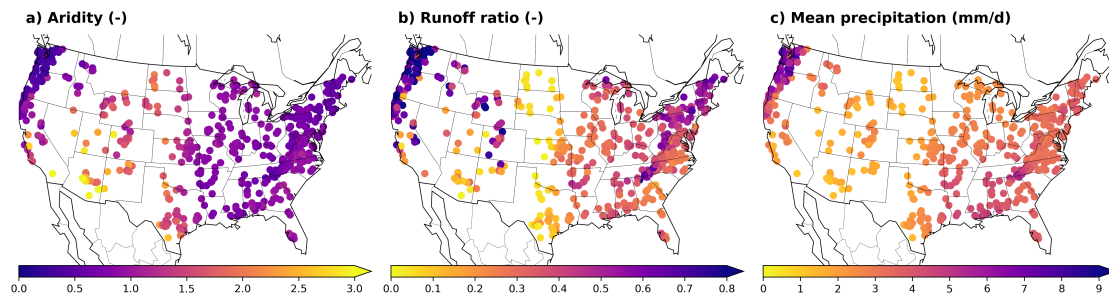 a) Aridity (-)
b) Runoff ratio (-)
c) Mean precipitation (mm/d)
0.0 0.5 1.0 1.5 2.0 2.5 3.0
0.0 0.1 0.2 0.3 0.4 0.5 0.6 0.7 0.8
0 1 2 3 4 5 6 7 8 9